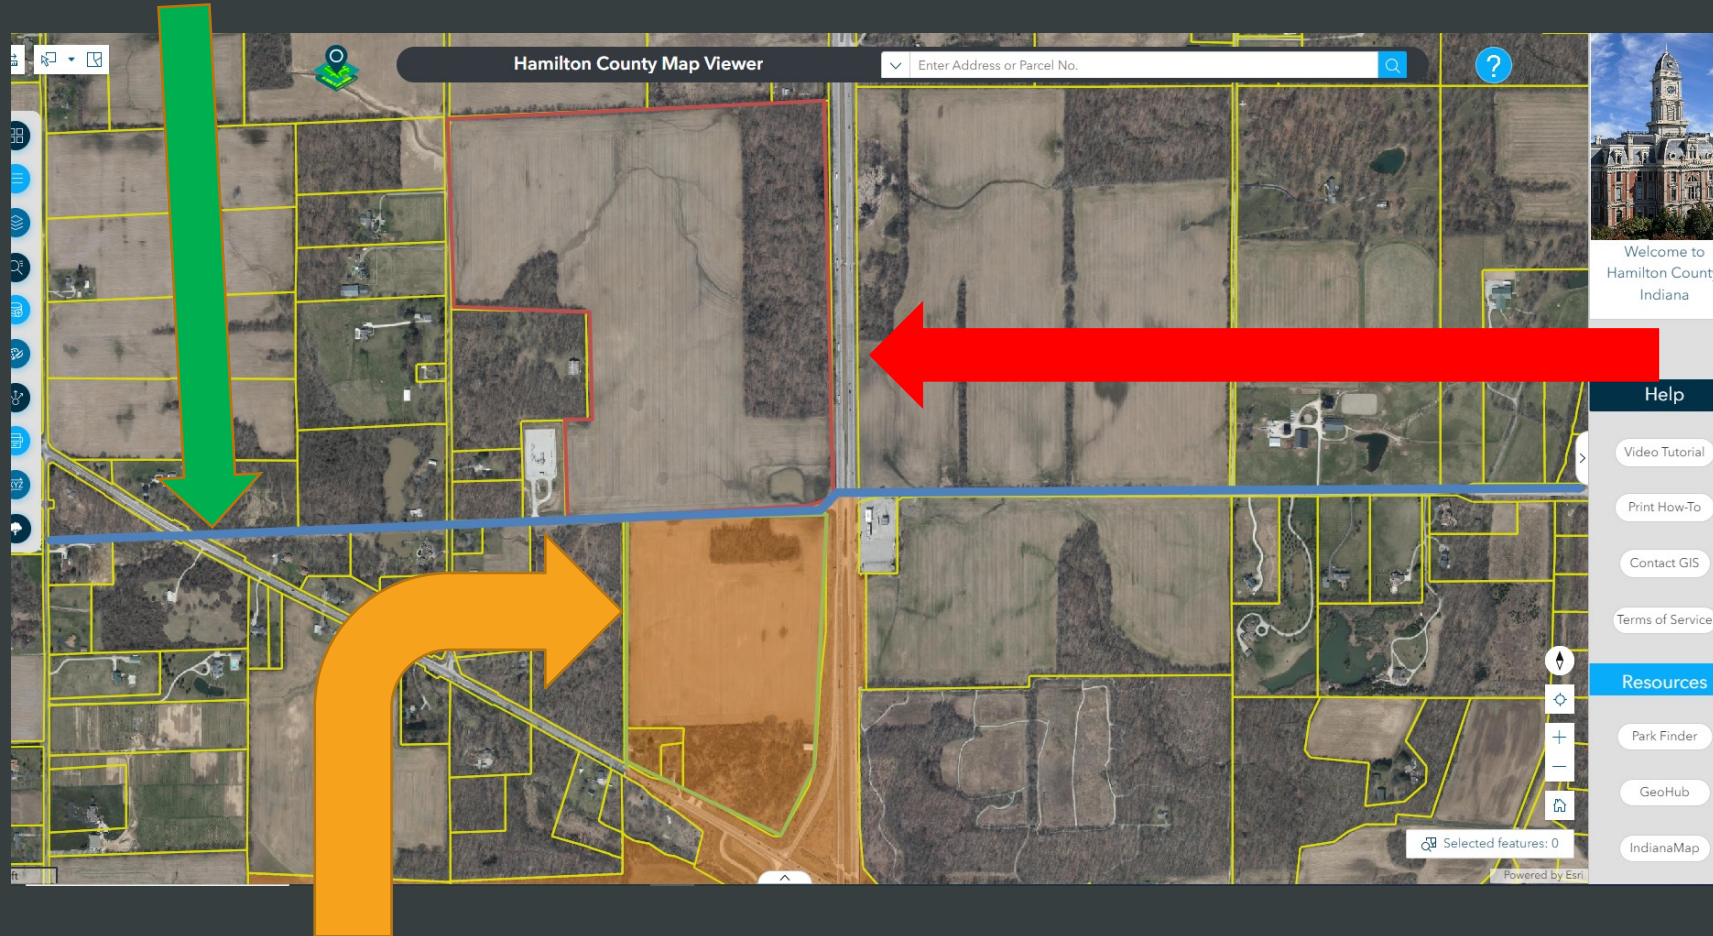 Hamilton County Map Viewer
Enter Address or Parcel No.
?
Welcome to
Hamilton Count
Indiana
Help
Video Tutorial
Print How-To
Contact GIS
Terms of Service
Resources
Park Finder
GeoHub
IndianaMap
Selected features: 0
Powered by Esri
ft